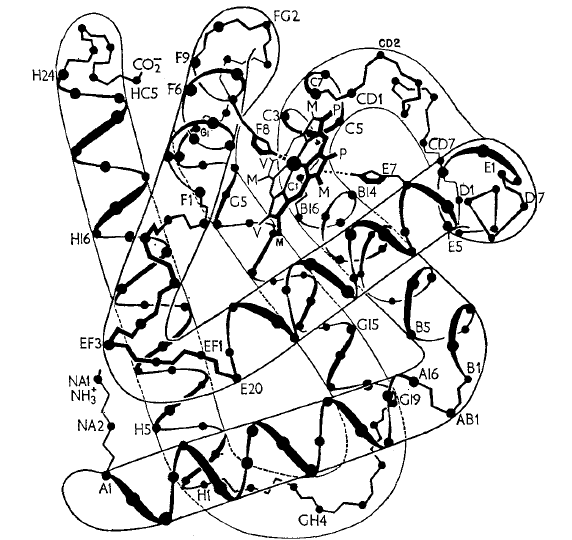 FG2
CD2
CO₂⁻
F9
H24
HC5
F6
C7
M
P
CD1
C3
F8
C5
G1
CD7
V
P
E7
E1
M
C1
M
F1
G5
B14
D1
D7
B16
V
M
H16
E5
EF3
EF1
G15
B5
NA1
NH₃⁺
E20
A16
B1
G19
NA2
H5
AB1
A1
H1
GH4